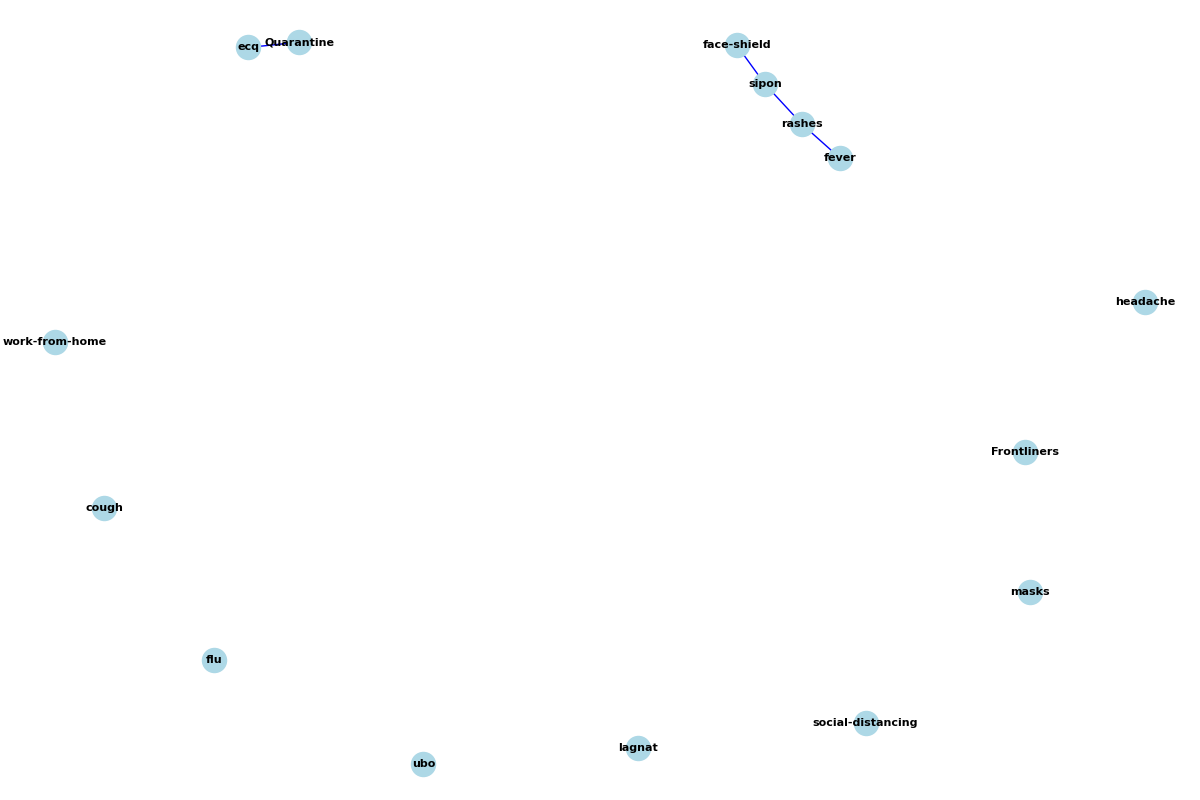 ecq
Quarantine
face-shield
sipon
rashes
fever
headache
work-from-home
Frontliners
cough
masks
flu
social-distancing
lagnat
ubo